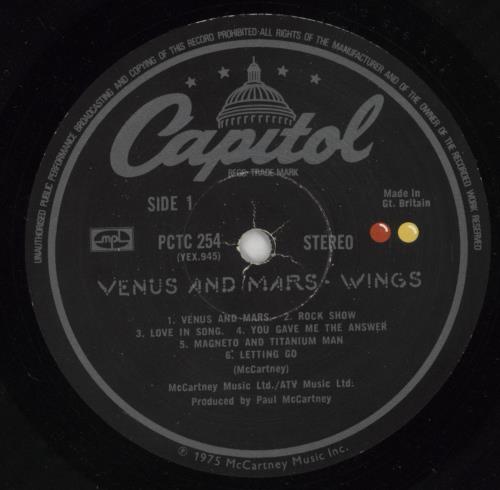 UNAUTHORISED PUBLIC PERFORMANCE BROADCASTING AND COPYING OF THIS RECORD PROHIBITED·ALL RIGHTS OF THE MANUFACTURER AND OF THE OWNER OF THE RECORDED WORK RESERVED
Capitol
REGD. TRADE MARK
SIDE 1
Made in
Gt. Britain
mpl
PCTC 254
STEREO
(YEX.945)
VENUS AND MARS · WINGS
1. VENUS AND MARS 2. ROCK SHOW
3. LOVE IN SONG. 4. YOU GAVE ME THE ANSWER
5. MAGNETO AND TITANIUM MAN
6. LETTING GO
(McCartney)
McCartney Music Ltd./ATV Music Ltd.
Produced by Paul McCartney
℗ 1975 McCartney Music Inc.